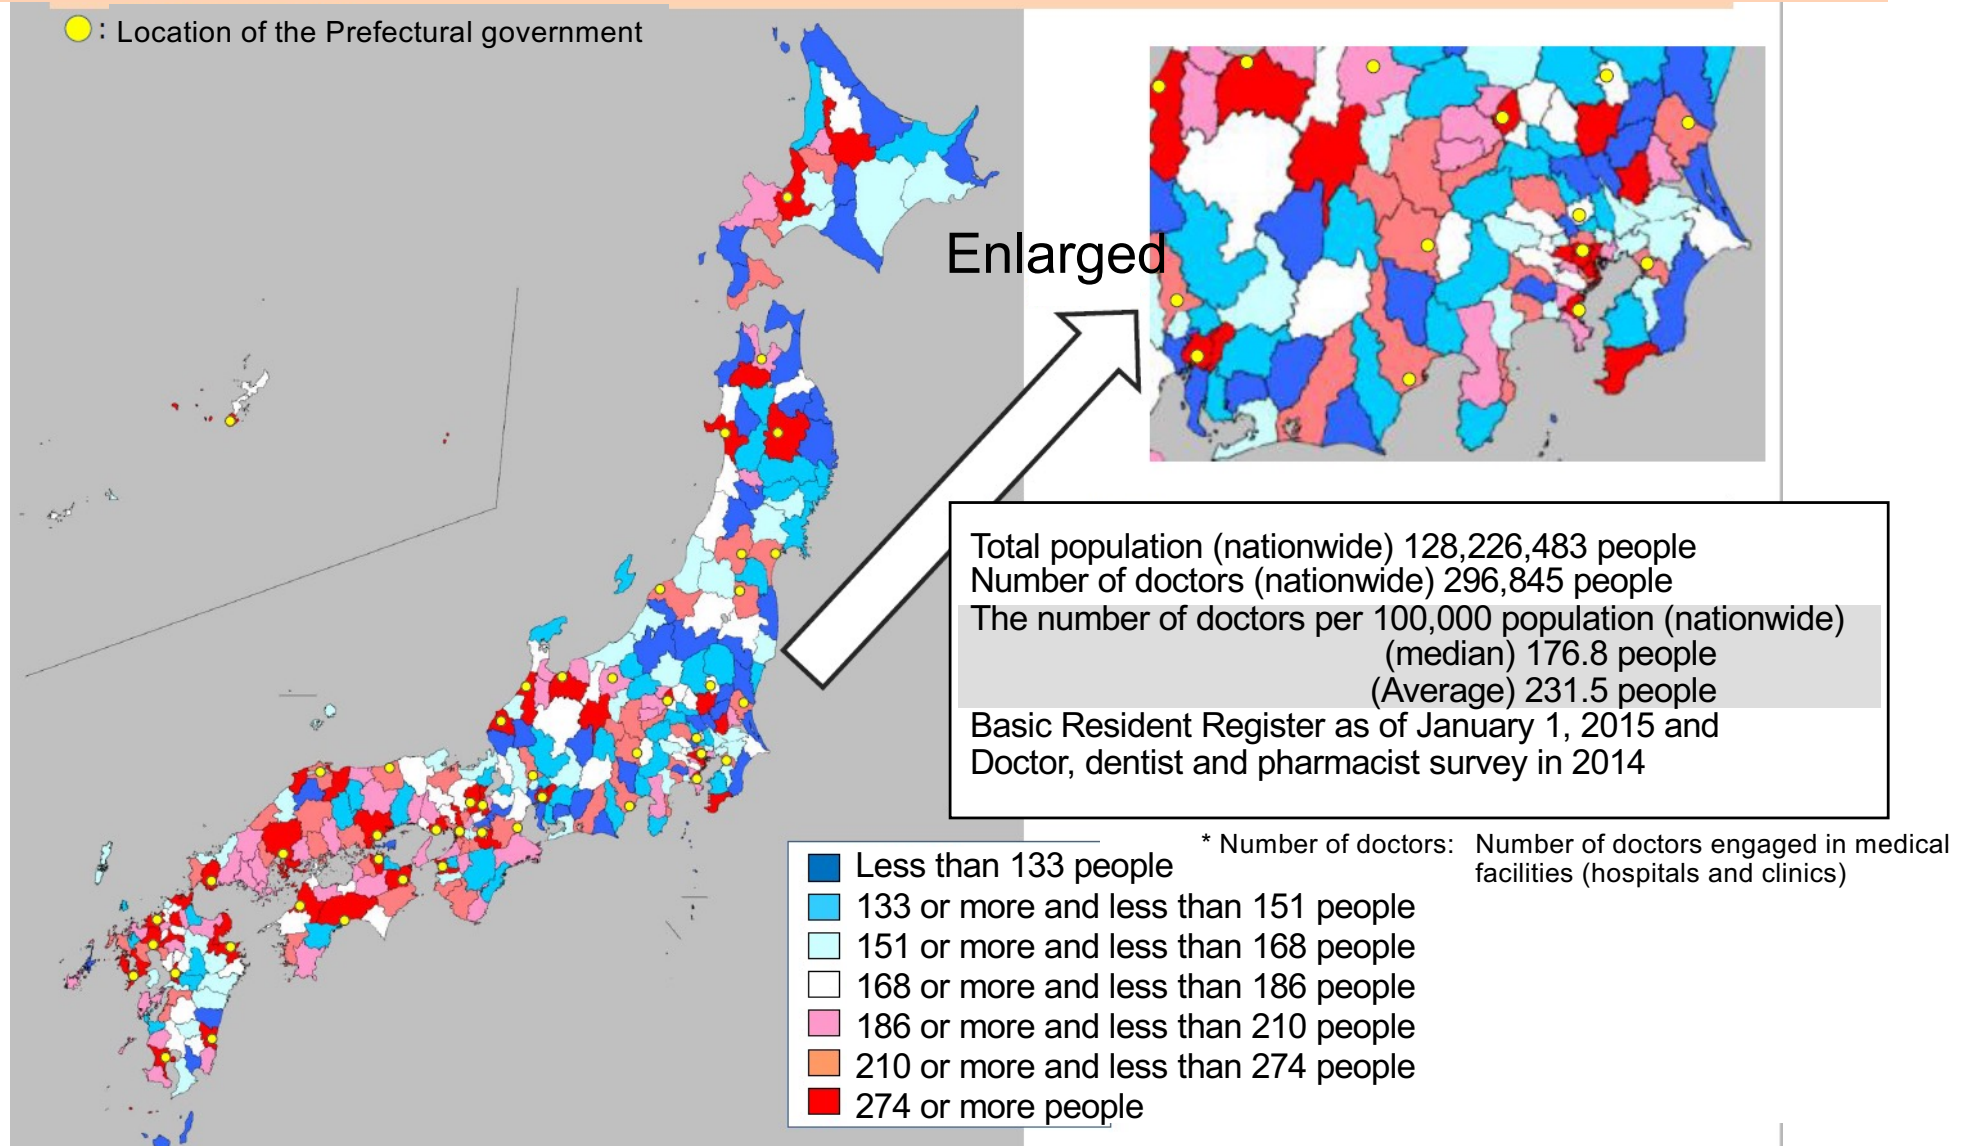 : Location of the Prefectural government
Enlarged
Total population (nationwide) 128,226,483 people
Number of doctors (nationwide) 296,845 people
The number of doctors per 100,000 population (nationwide)
(median) 176.8 people
(Average) 231.5 people
Basic Resident Register as of January 1, 2015 and
Doctor, dentist and pharmacist survey in 2014
* Number of doctors: Number of doctors engaged in medical
facilities (hospitals and clinics)
Less than 133 people
133 or more and less than 151 people
151 or more and less than 168 people
168 or more and less than 186 people
186 or more and less than 210 people
210 or more and less than 274 people
274 or more people